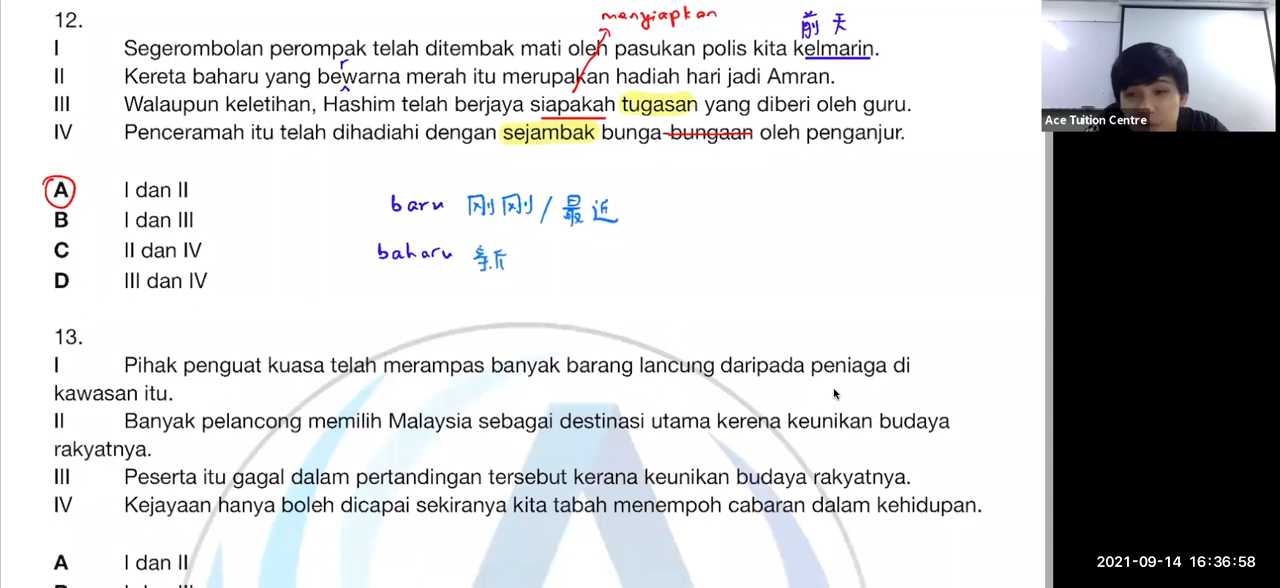 12.
menyiapkan
前天
I Segerombolan perompak telah ditembak mati oleh pasukan polis kita kelmarin.
r
II Kereta baharu yang bewarna merah itu merupakan hadiah hari jadi Amran.
III Walaupun keletihan, Hashim telah berjaya siapakah tugasan yang diberi oleh guru.
IV Penceramah itu telah dihadiahi dengan sejambak bunga-bungaan oleh penganjur.
Ace Tuition Centre
A I dan II
B I dan III
C II dan IV
D III dan IV
baru 刚刚/最近
baharu 新
13.
I Pihak penguat kuasa telah merampas banyak barang lancung daripada peniaga di
kawasan itu.
II Banyak pelancong memilih Malaysia sebagai destinasi utama kerena keunikan budaya
rakyatnya.
III Peserta itu gagal dalam pertandingan tersebut kerana keunikan budaya rakyatnya.
IV Kejayaan hanya boleh dicapai sekiranya kita tabah menempoh cabaran dalam kehidupan.
A I dan II
2021-09-14 16:36:58